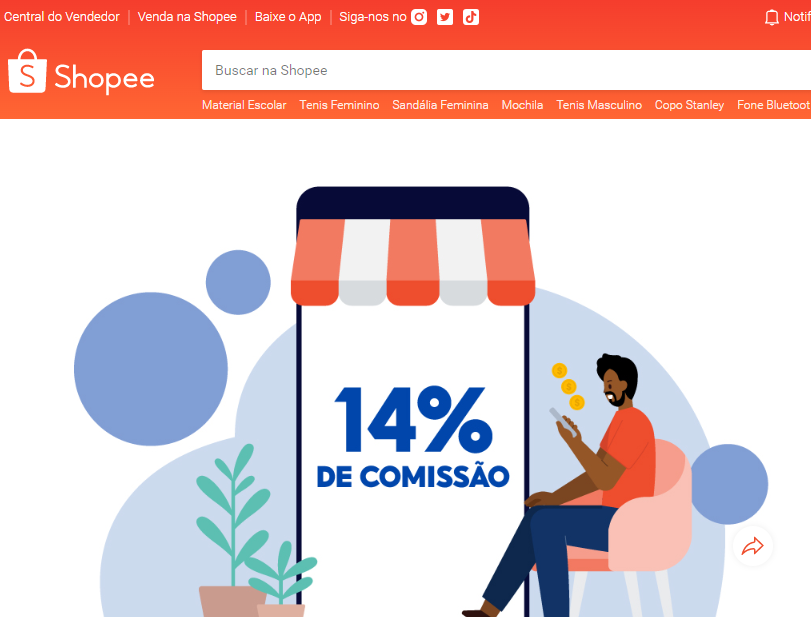 Central do Vendedor Venda na Shopee Baixe o App Siga-nos no Notif
Shopee
Buscar na Shopee
Material Escolar Tenis Feminino Sandália Feminina Mochila Tenis Masculino Copo Stanley Fone Bluetoot
14%
DE COMISSÃO